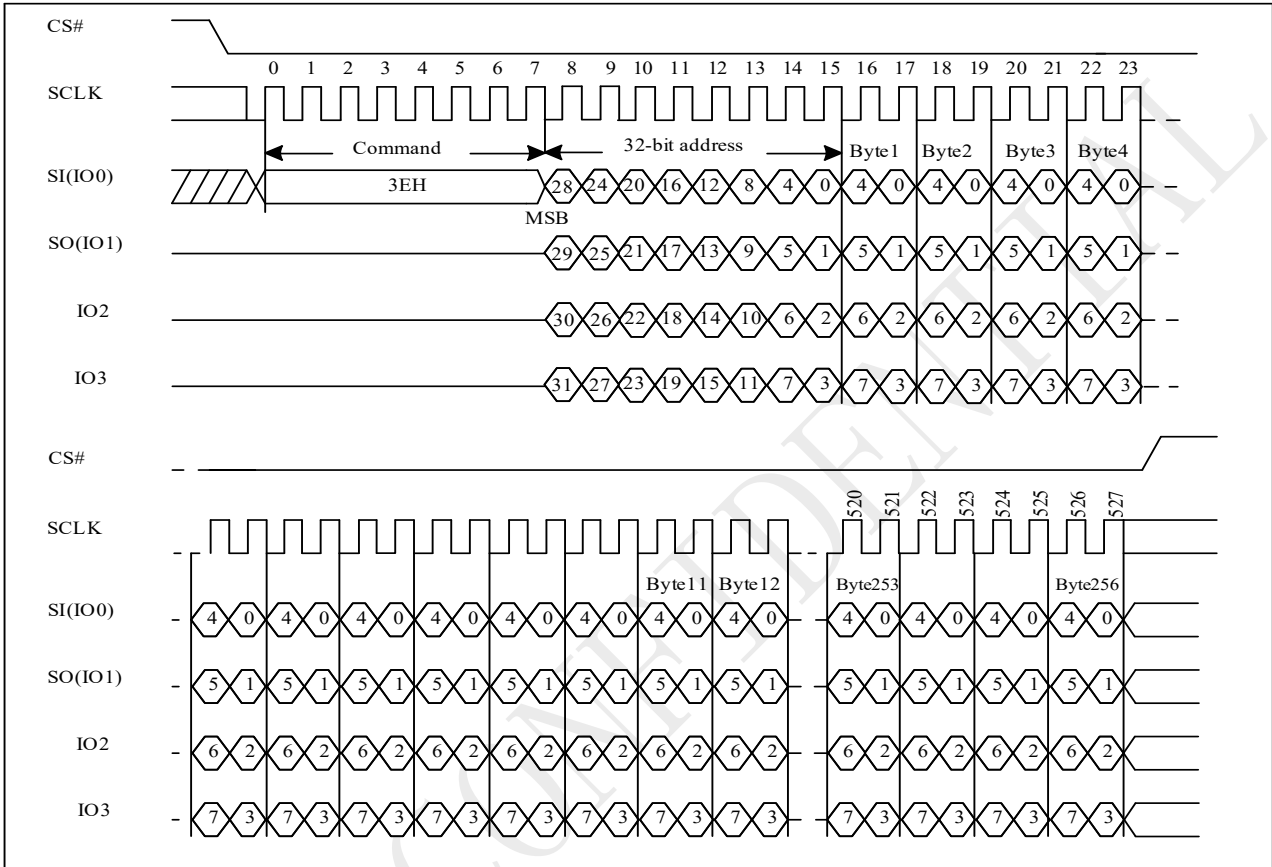 CS#
0 1 2 3 4 5 6 7 8 9 10 11 12 13 14 15 16 17 18 19 20 21 22 23
SCLK
Command 32-bit address Byte1 Byte2 Byte3 Byte4
SI(IO0) 3EH 28 24 20 16 12 8 4 0 4 0 4 0 4 0 4 0
MSB
SO(IO1) 29 25 21 17 13 9 5 1 5 1 5 1 5 1 5 1
IO2 30 26 22 18 14 10 6 2 6 2 6 2 6 2 6 2
IO3 31 27 23 19 15 11 7 3 7 3 7 3 7 3 7 3
CS#
520 521 522 523 524 525 526 527
SCLK
Byte11 Byte12 Byte253 Byte256
SI(IO0) 4 0 4 0 4 0 4 0 4 0 4 0 4 0 4 0 4 0 4 0 4 0 4 0
SO(IO1) 5 1 5 1 5 1 5 1 5 1 5 1 5 1 5 1 5 1 5 1 5 1 5 1
IO2 6 2 6 2 6 2 6 2 6 2 6 2 6 2 6 2 6 2 6 2 6 2 6 2
IO3 7 3 7 3 7 3 7 3 7 3 7 3 7 3 7 3 7 3 7 3 7 3 7 3
CONFIDENTIAL